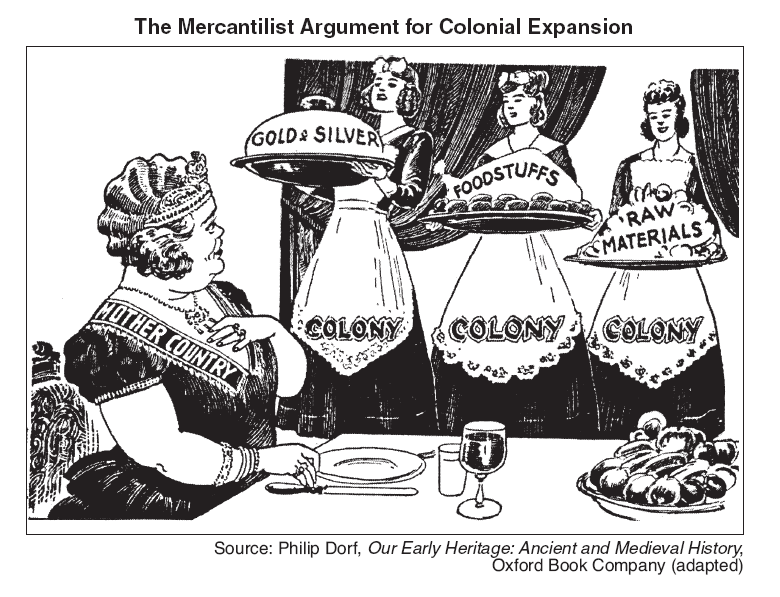 The Mercantilist Argument for Colonial Expansion
GOLD & SILVER
FOODSTUFFS
RAW
MATERIALS
MOTHER COUNTRY
COLONY
COLONY
COLONY
Source: Philip Dorf, Our Early Heritage: Ancient and Medieval History,
Oxford Book Company (adapted)